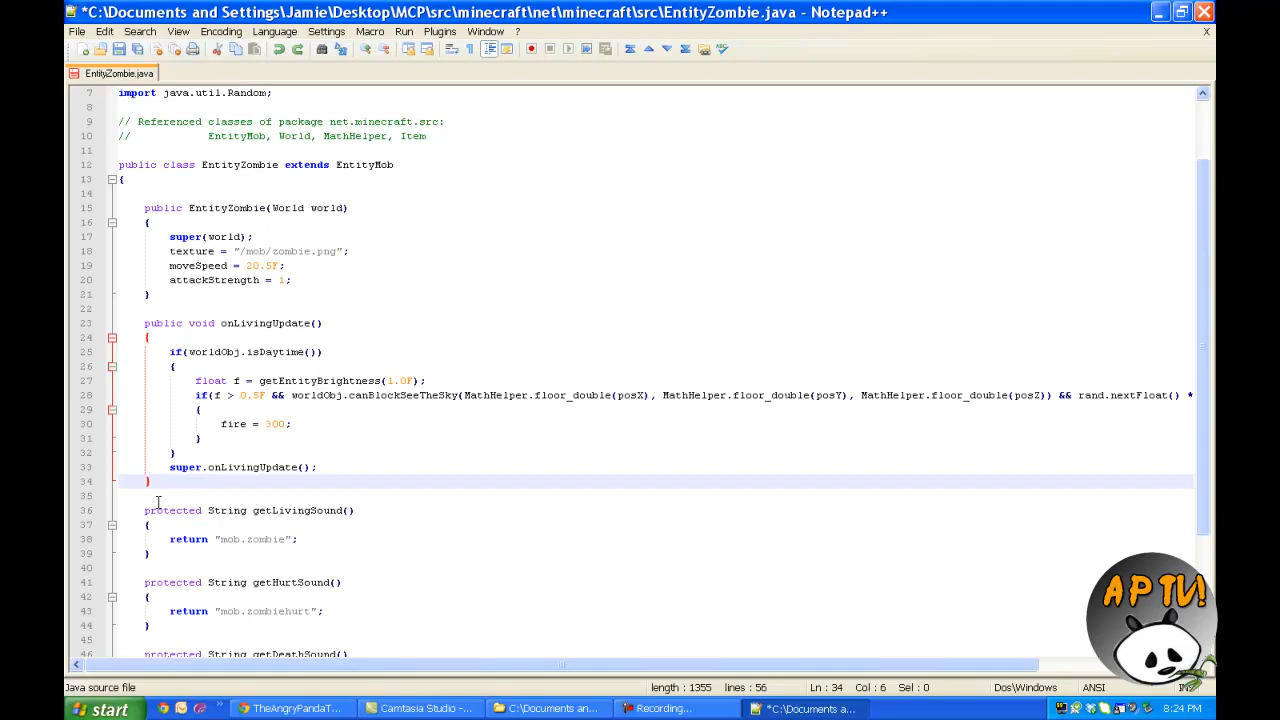 *C:\Documents and Settings\Jamie\Desktop\MCP\src\minecraft\net\minecraft\src\EntityZombie.java - Notepad++
File Edit Search View Encoding Language Settings Macro Run Plugins Window ? X
EntityZombie.java
7 import java.util.Random;
8
9 // Referenced classes of package net.minecraft.src:
10 // EntityMob, World, MathHelper, Item
11
12 public class EntityZombie extends EntityMob
13 {
14
15 public EntityZombie(World world)
16 {
17 super(world);
18 texture = "/mob/zombie.png";
19 moveSpeed = 20.5F;
20 attackStrength = 1;
21 }
22
23 public void onLivingUpdate()
24 {
25 if(worldObj.isDaytime())
26 {
27 float f = getEntityBrightness(1.0F);
28 if(f > 0.5F && worldObj.canBlockSeeTheSky(MathHelper.floor_double(posX), MathHelper.floor_double(posY), MathHelper.floor_double(posZ)) && rand.nextFloat() *
29 {
30 fire = 300;
31 }
32 }
33 super.onLivingUpdate();
34 }
35
36 protected String getLivingSound()
37 {
38 return "mob.zombie";
39 }
40
41 protected String getHurtSound()
42 {
43 return "mob.zombiehurt";
44 }
45
46 protected String getDeathSound()
AP TV!
Java source file length : 1355 lines : 56 Ln : 34 Col : 6 Sel : 0 Dos\Windows ANSI INS
start TheAngryPandaT... Camtasia Studio -... C:\Documents an... Recording... *C:\Documents a... 8:24 PM